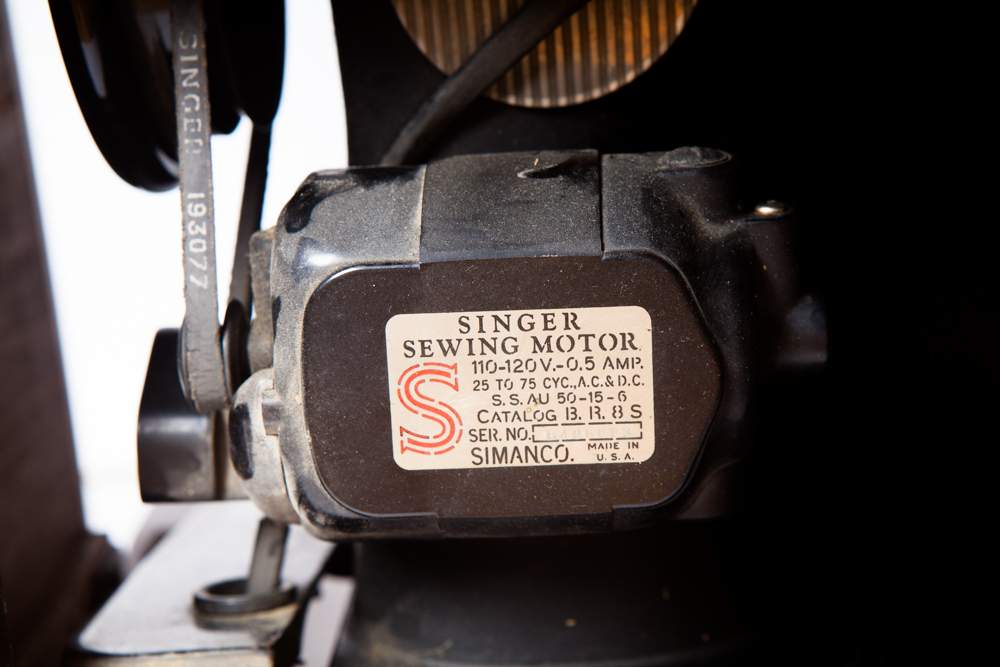 SINGER 193077
SINGER
SEWING MOTOR
110-120V.-0.5 AMP.
25 TO 75 CYC.,A.C.&D.C.
S.S.AU 50-15-6
CATALOG B.R.8 S
SER. NO.
SIMANCO.
MADE IN
U.S.A.
S